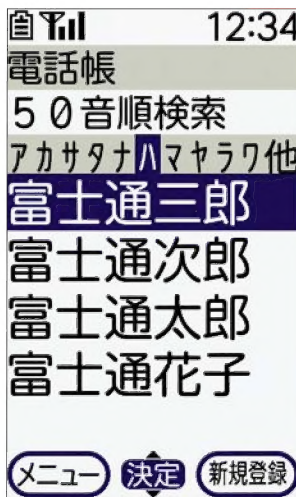 12:34
電話帳
50音順検索
アカサタナハマヤラワ他
富士通三郎
富士通次郎
富士通太郎
富士通花子
メニュー 決定 新規登録